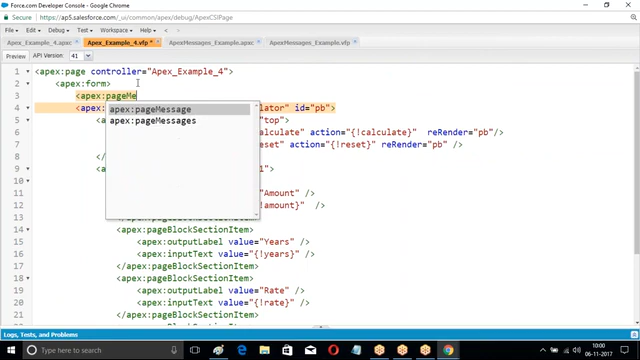 Force.com Developer Console - Google Chrome
Secure https://ap5.salesforce.com/_ui/common/apex/debug/ApexCSIPage
File Edit Debug Test Workspace Help
Apex_Example_4.apxc Apex_Example_4.vfp * ApexMessages_Example.apxc ApexMessages_Example.vfp
Preview API Version: 41
1 <apex:page controller="Apex_Example_4">
2 <apex:form>
3 <apex:pageMe
4 <apex: lator" id="pb">
apex:pageMessage
apex:pageMessages
5 <a "top">
6 < calculate" action="{!calculate}" reRender="pb"/>
7 < eset" action="{!reset}" reRender="pb" />
8 </a
9 <a 1">
10
11 "Amount" />
12 !amount}" />
13 </apex:pageBlockSectionItem>
14 <apex:pageBlockSectionItem>
15 <apex:outputLabel value="Years" />
16 <apex:inputText value="{!years}" />
17 </apex:pageBlockSectionItem>
18 <apex:pageBlockSectionItem>
19 <apex:outputLabel value="Rate" />
20 <apex:inputText value="{!rate}" />
21 </apex:pageBlockSectionItem>
Logs, Tests, and Problems
Type here to search
10:00
06-11-2017